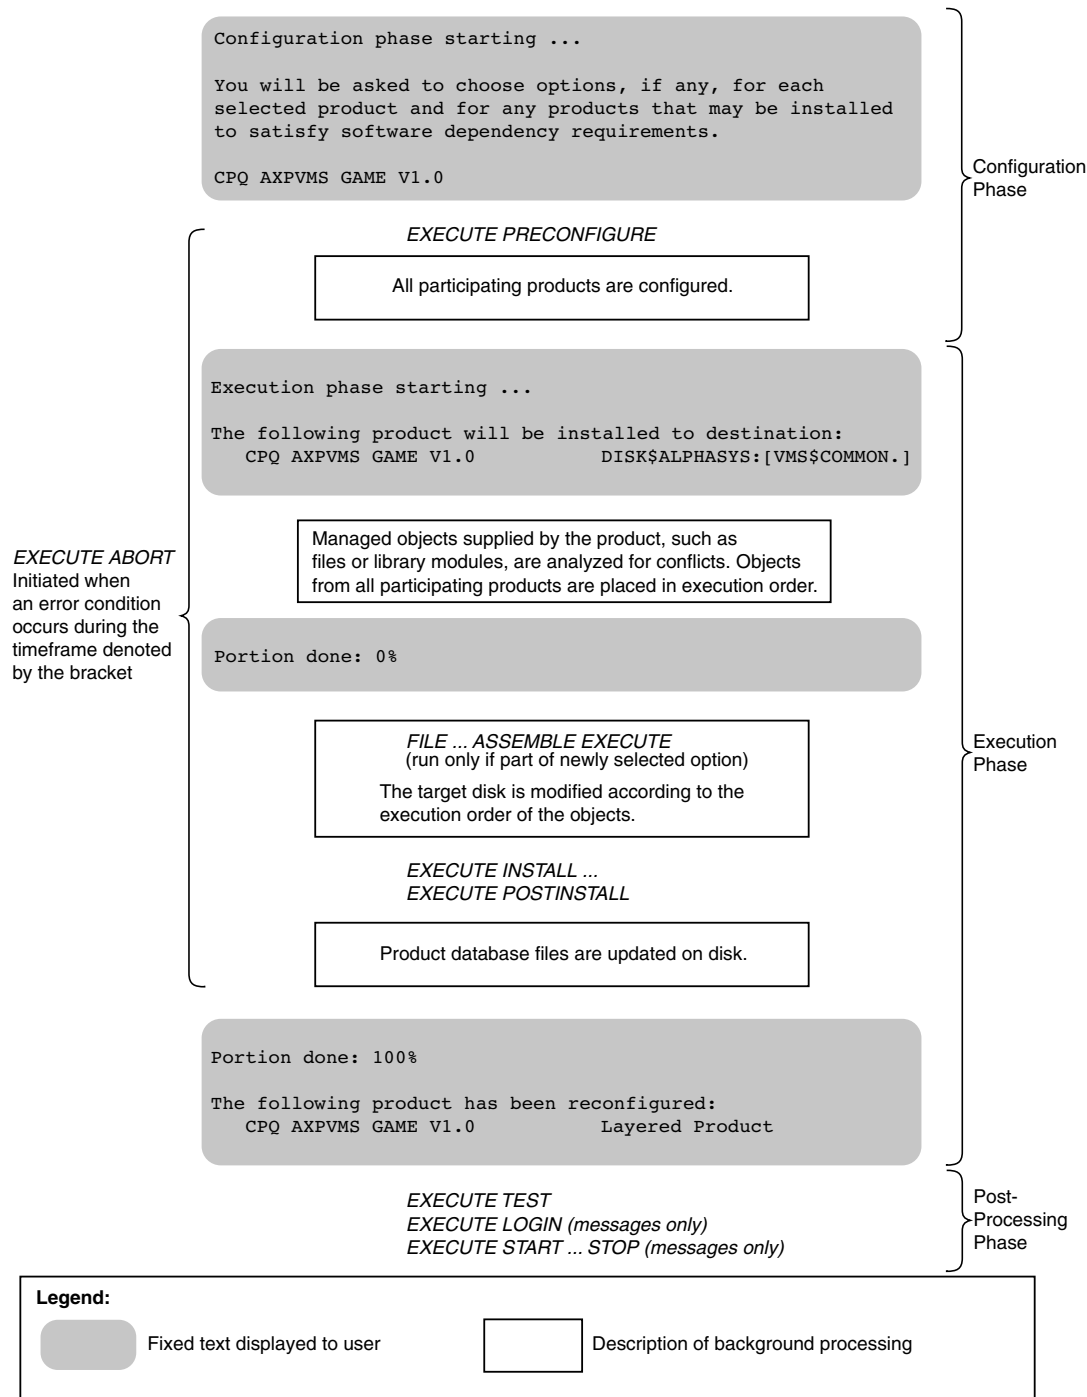 Configuration phase starting ...
You will be asked to choose options, if any, for each
selected product and for any products that may be installed
to satisfy software dependency requirements.
CPQ AXPVMS GAME V1.0
Configuration
Phase
EXECUTE PRECONFIGURE
All participating products are configured.
Execution phase starting ...
The following product will be installed to destination:
CPQ AXPVMS GAME V1.0 DISK$ALPHASYS:[VMS$COMMON.]
Managed objects supplied by the product, such as
files or library modules, are analyzed for conflicts. Objects
from all participating products are placed in execution order.
EXECUTE ABORT
Initiated when
an error condition
occurs during the
timeframe denoted
by the bracket
Portion done: 0%
FILE ... ASSEMBLE EXECUTE
(run only if part of newly selected option)
The target disk is modified according to the
execution order of the objects.
Execution
Phase
EXECUTE INSTALL ...
EXECUTE POSTINSTALL
Product database files are updated on disk.
Portion done: 100%
The following product has been reconfigured:
CPQ AXPVMS GAME V1.0 Layered Product
EXECUTE TEST
EXECUTE LOGIN (messages only)
EXECUTE START ... STOP (messages only)
Post-
Processing
Phase
Legend:
Fixed text displayed to user
Description of background processing